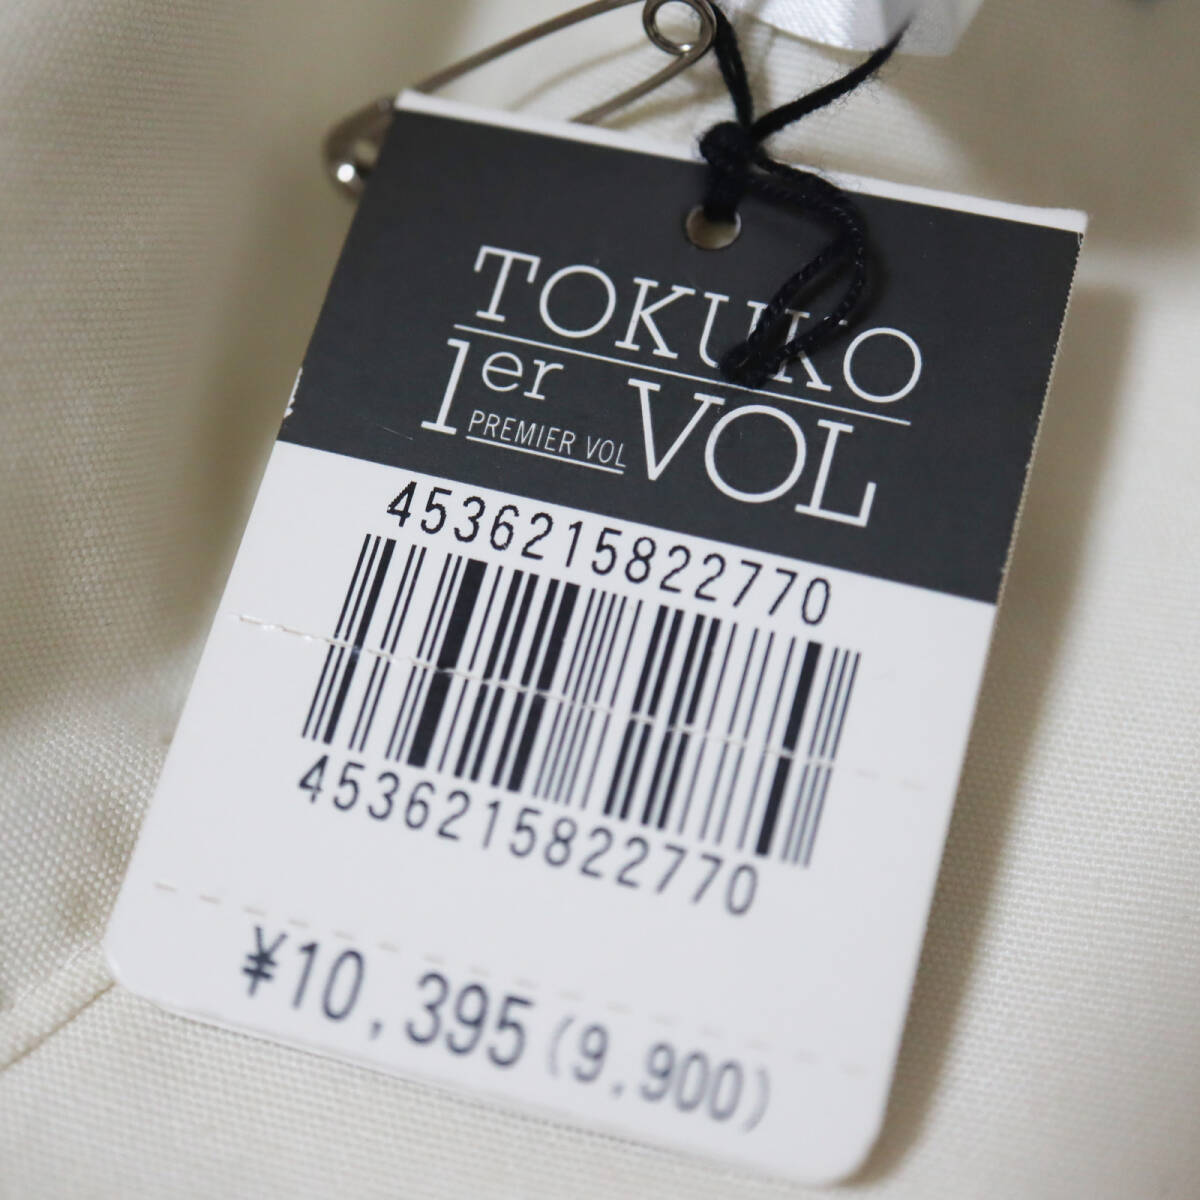 TOKUKO
1er VOL
PREMIER VOL
4536215822770
4536215822770
¥10,395(9,900)